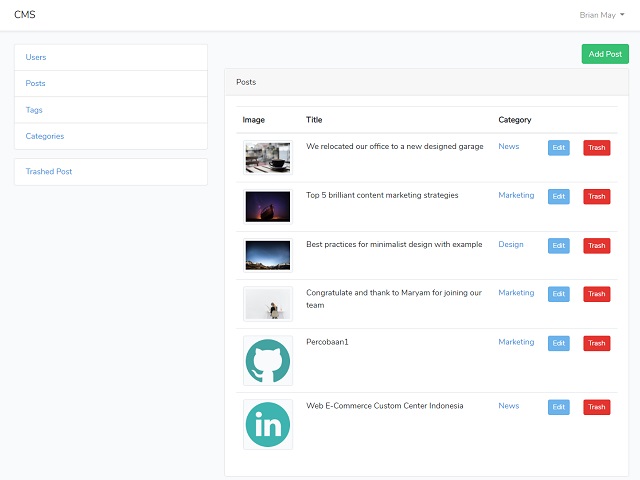 CMS
Brian May
Users
Posts
Tags
Categories
Trashed Post
Add Post
Posts
Image Title Category
We relocated our office to a new designed garage News Edit Trash
Top 5 brilliant content marketing strategies Marketing Edit Trash
Best practices for minimalist design with example Design Edit Trash
Congratulate and thank to Maryam for joining our Marketing Edit Trash
team
Percobaan1 Marketing Edit Trash
in Web E-Commerce Custom Center Indonesia News Edit Trash